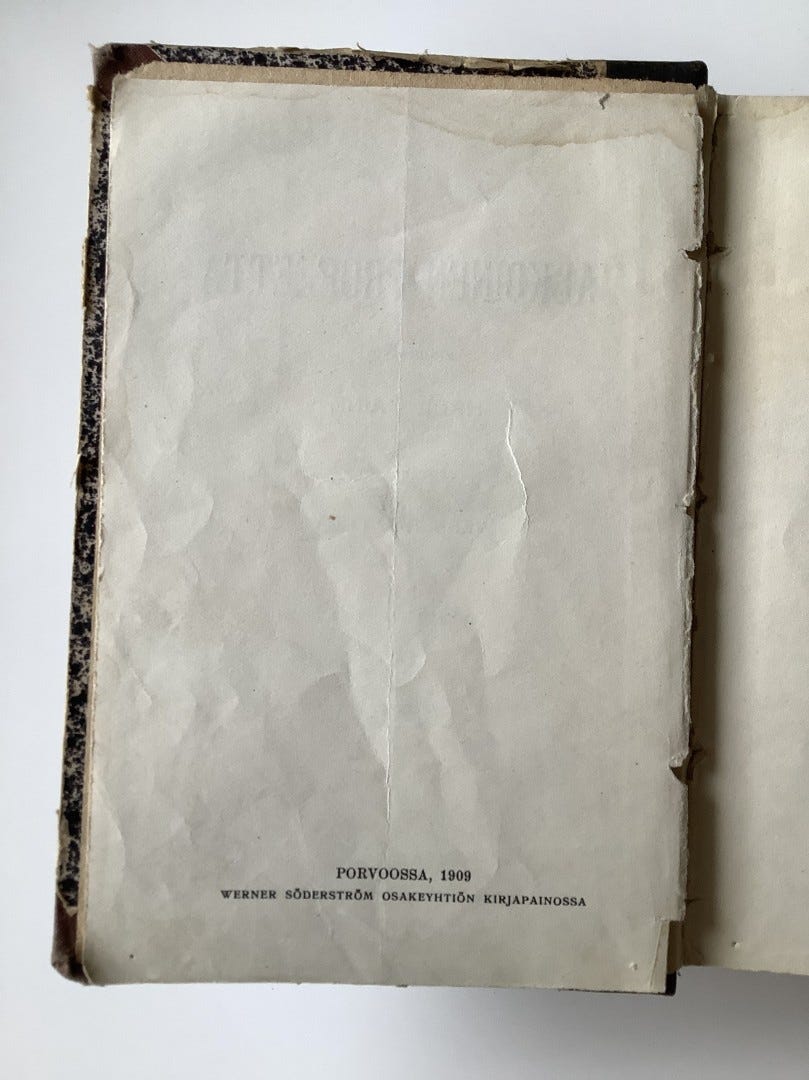 PORVOOSSA, 1909
WERNER SÖDERSTRÖM OSAKEYHTIÖN KIRJAPAINOSSA